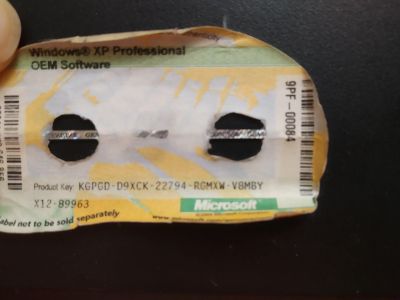 Windows® XP Professional
OEM Software
9PF-00084
Product Key: KGPGD-D9XCK-22794-RGMXW-V8MBY
X12-89963
Microsoft
Label not to be sold separately